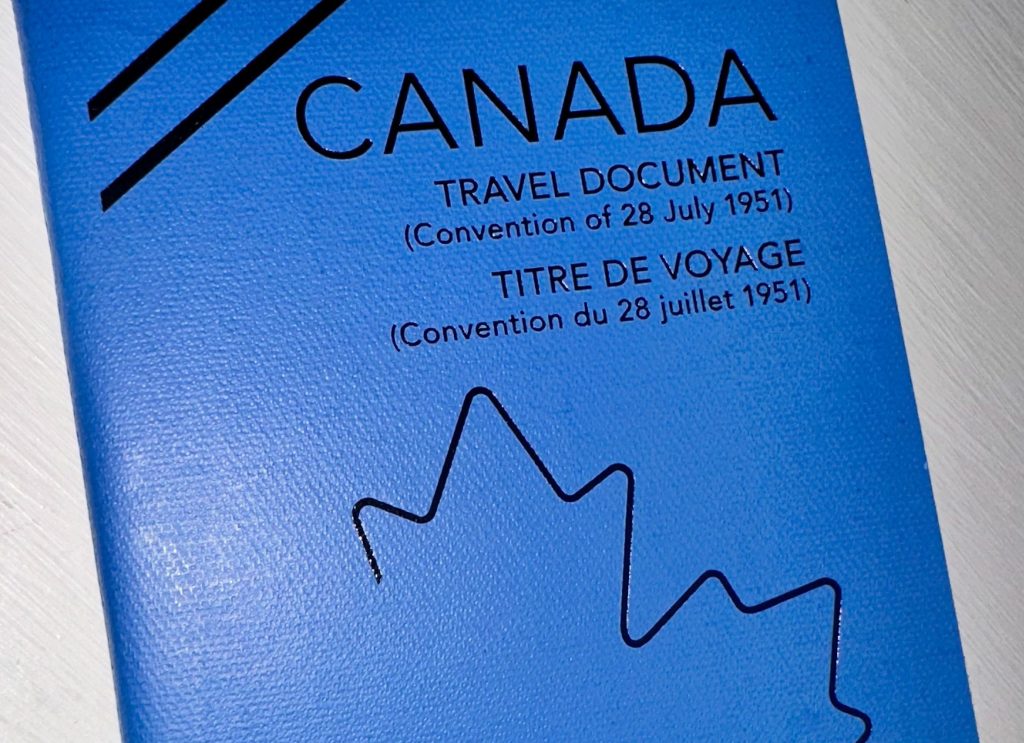 CANADA
TRAVEL DOCUMENT
(Convention of 28 July 1951)
TITRE DE VOYAGE
(Convention du 28 juillet 1951)